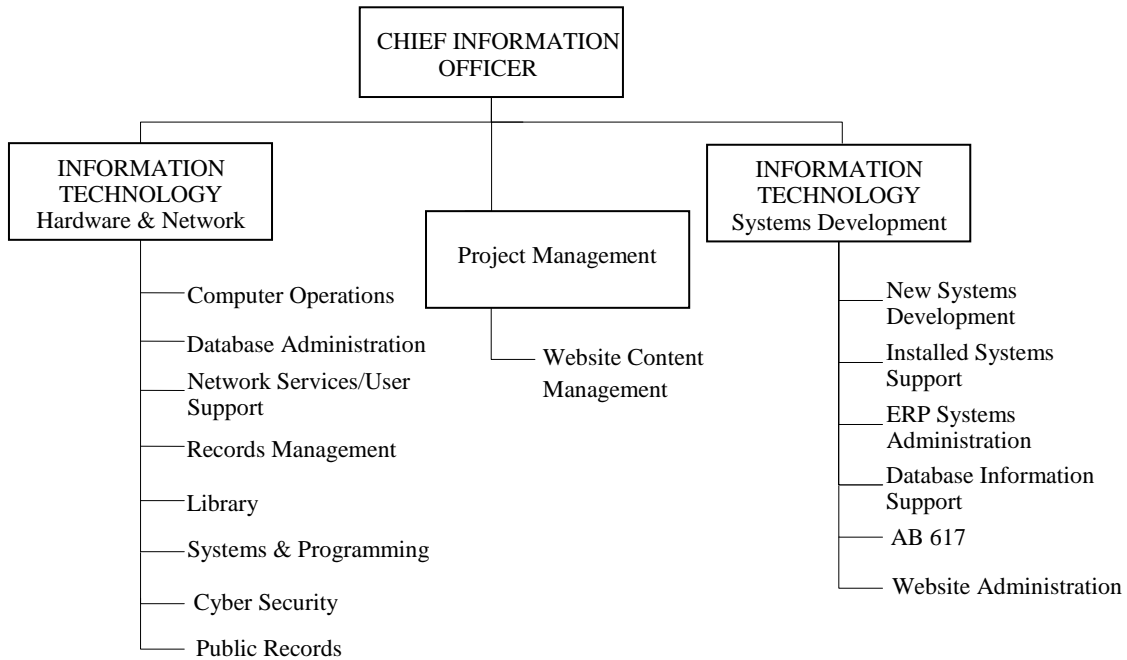 CHIEF INFORMATION
OFFICER
INFORMATION
TECHNOLOGY
Hardware & Network
Computer Operations
Database Administration
Network Services/User
Support
Records Management
Library
Systems & Programming
Cyber Security
Public Records
Project Management
Website Content
Management
INFORMATION
TECHNOLOGY
Systems Development
New Systems
Development
Installed Systems
Support
ERP Systems
Administration
Database Information
Support
AB 617
Website Administration